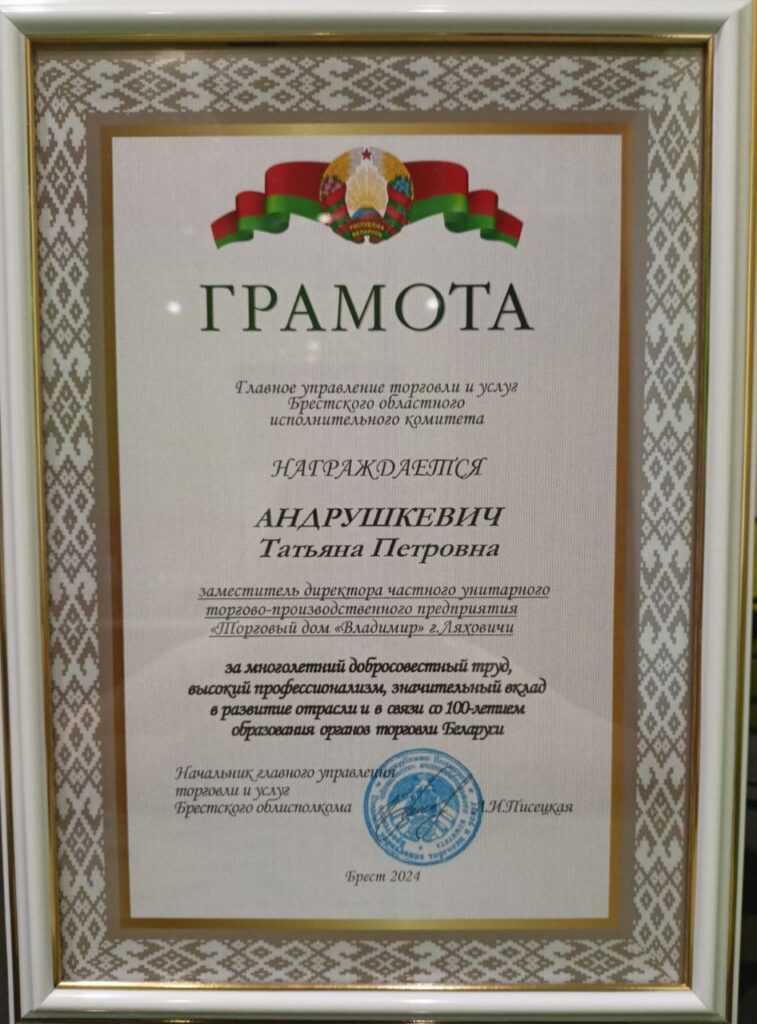 РЕСПУБЛИКА
БЕЛАРУСЬ
ГРАМОТА
Главное управление торговли и услуг
Брестского областного
исполнительного комитета
НАГРАЖДАЕТСЯ
АНДРУШКЕВИЧ
Татьяна Петровна
заместитель директора частного унитарного
торгово-производственного предприятия
«Торговый дом «Владимир» г.Ляховичи
за многолетний добросовестный труд,
высокий профессионализм, значительный вклад
в развитие отрасли и в связи со 100-летием
образования органов торговли Беларуси
Начальник главного управления
торговли и услуг
Брестского облисполкома Л.И.Писецкая
Брест 2024